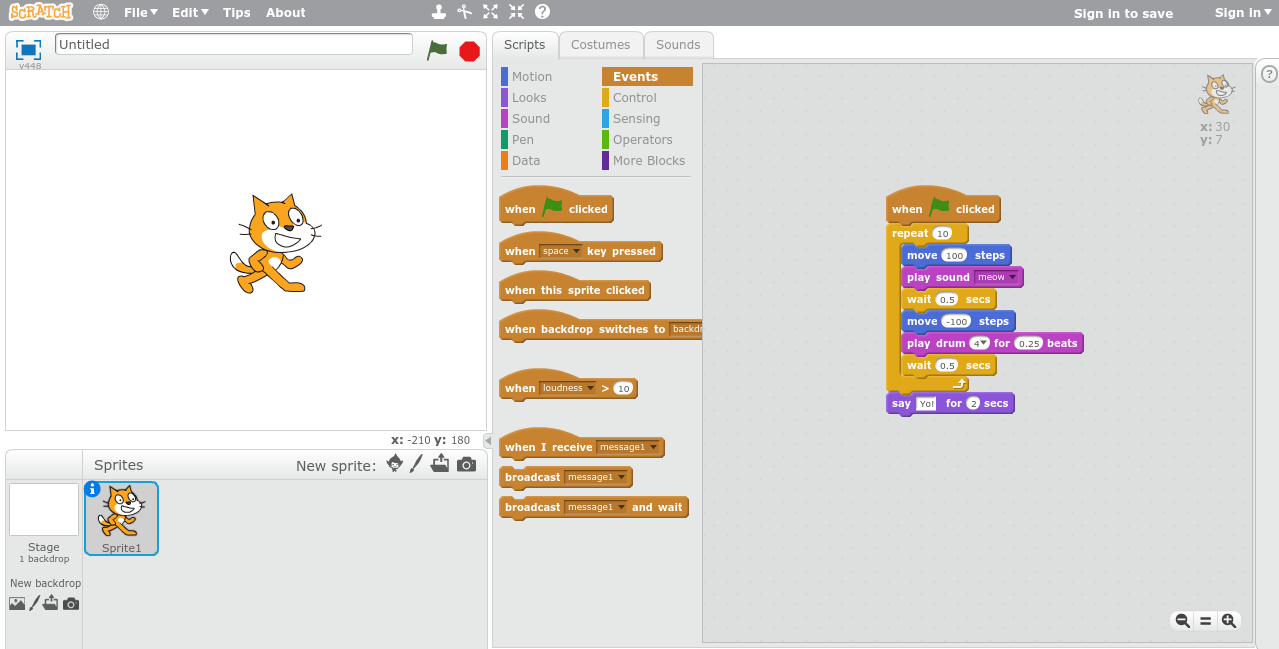 SCRATCH File Edit Tips About Sign in to save Sign in
Untitled
v448
Scripts Costumes Sounds
Motion Events
Looks Control
Sound Sensing
Pen Operators
Data More Blocks
when clicked
when space key pressed
when this sprite clicked
when backdrop switches to backdr
when loudness > 10
when I receive message1
broadcast message1
broadcast message1 and wait
x: 30
y: 7
when clicked
repeat 10
move 100 steps
play sound meow
wait 0.5 secs
move -100 steps
play drum 4 for 0.25 beats
wait 0.5 secs
say Yo! for 2 secs
x: -210 y: 180
Sprites New sprite:
Stage
1 backdrop
New backdrop
Sprite1